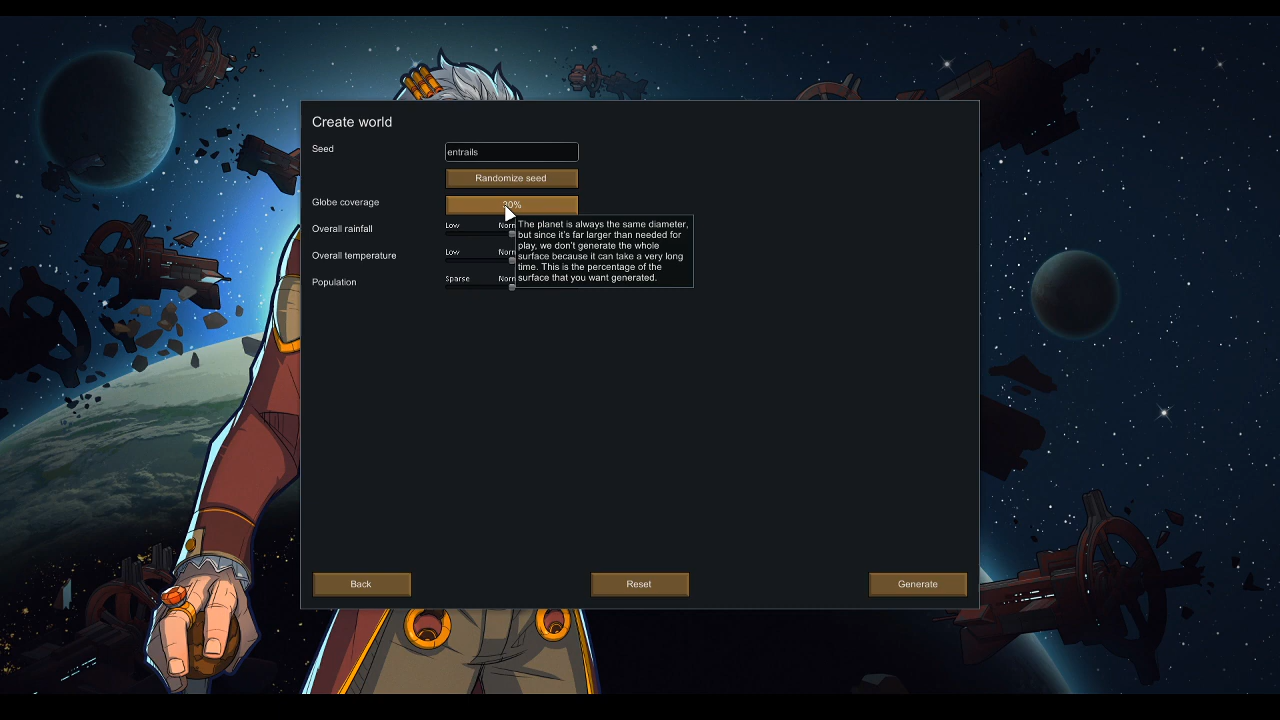 Create world
Seed
entrails
Randomize seed
Globe coverage
30%
Overall rainfall
Low
The planet is always the same diameter,
but since it's far larger than needed for
play, we don't generate the whole
surface because it can take a very long
time. This is the percentage of the
surface that you want generated.
Overall temperature
Low
Population
Sparse
Back
Reset
Generate